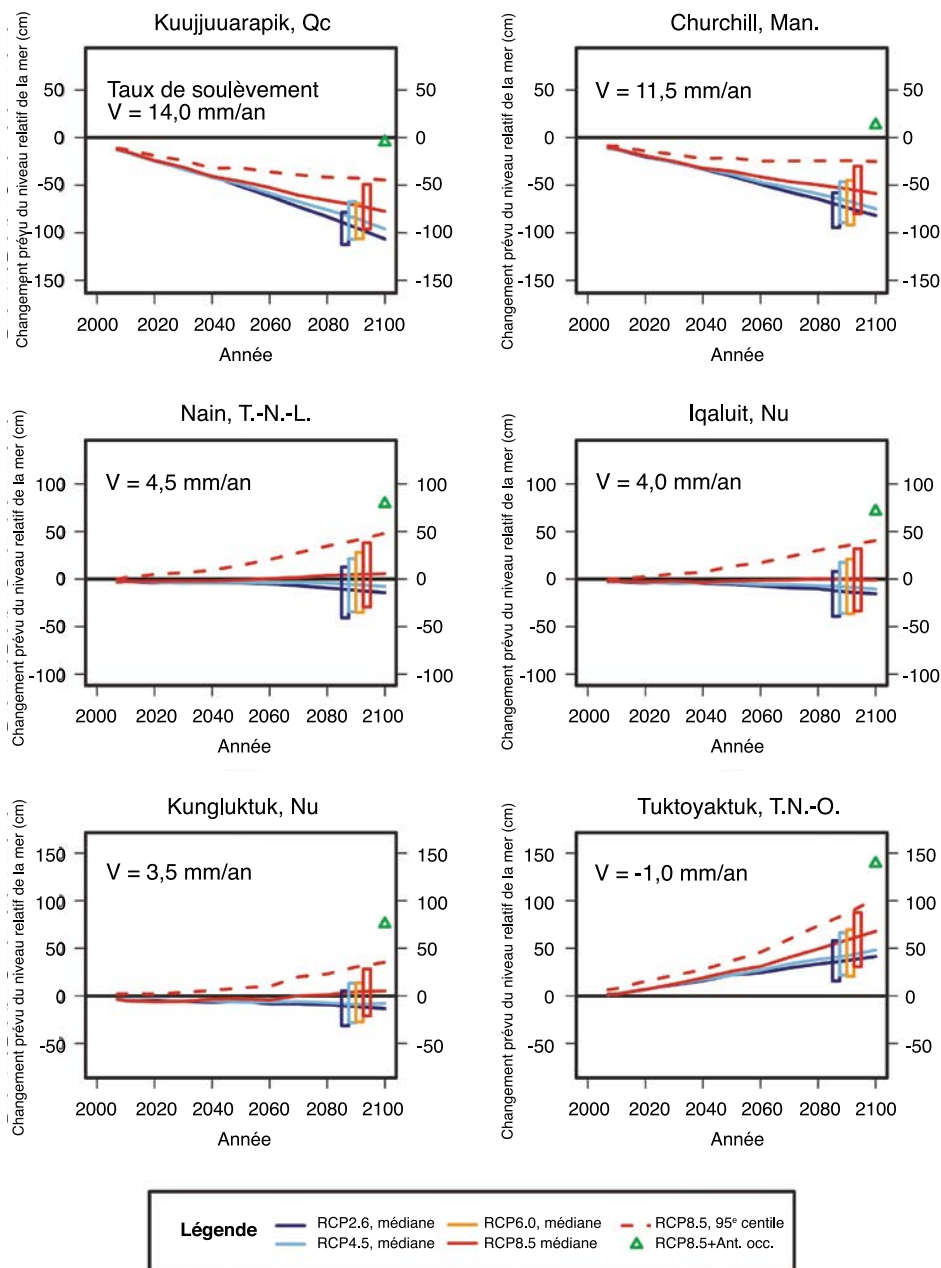 Kuujjuuarapik, Qc
Changement prévu du niveau relatif de la mer (cm)
Taux de soulèvement
V = 14,0 mm/an
50 50
0 0
-50 -50
-100 -100
-150 -150
2000 2020 2040 2060 2080 2100
Année
Churchill, Man.
Changement prévu du niveau relatif de la mer (cm)
V = 11,5 mm/an
50 50
0 0
-50 -50
-100 -100
-150 -150
2000 2020 2040 2060 2080 2100
Année
Nain, T.-N.-L.
Changement prévu du niveau relatif de la mer (cm)
V = 4,5 mm/an
100 100
50 50
0 0
-50 -50
-100 -100
2000 2020 2040 2060 2080 2100
Année
Iqaluit, Nu
Changement prévu du niveau relatif de la mer (cm)
V = 4,0 mm/an
100 100
50 50
0 0
-50 -50
-100 -100
2000 2020 2040 2060 2080 2100
Année
Kungluktuk, Nu
Changement prévu du niveau relatif de la mer (cm)
V = 3,5 mm/an
150 150
100 100
50 50
0 0
-50 -50
2000 2020 2040 2060 2080 2100
Année
Tuktoyaktuk, T.N.-O.
Changement prévu du niveau relatif de la mer (cm)
V = -1,0 mm/an
150 150
100 100
50 50
0 0
-50 -50
2000 2020 2040 2060 2080 2100
Année
Légende
RCP2.6, médiane RCP6.0, médiane RCP8.5, 95e centile
RCP4.5, médiane RCP8.5 médiane RCP8.5+Ant. occ.